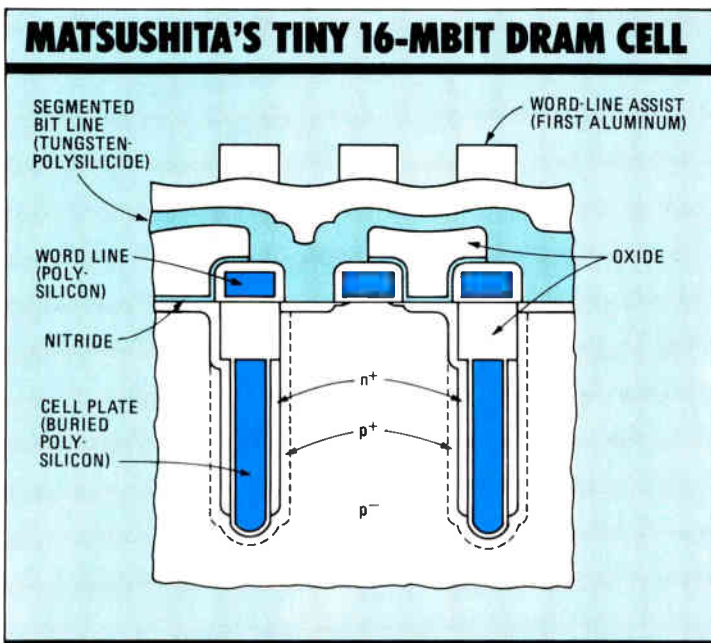 MATSUSHITA'S TINY 16-MBIT DRAM CELL
SEGMENTED
BIT LINE
(TUNGSTEN-
POLYSILICIDE)
WORD-LINE ASSIST
(FIRST ALUMINUM)
WORD LINE
(POLY-
SILICON)
OXIDE
NITRIDE
n⁺
CELL PLATE
(BURIED
POLY-
SILICON)
p⁺
p⁻